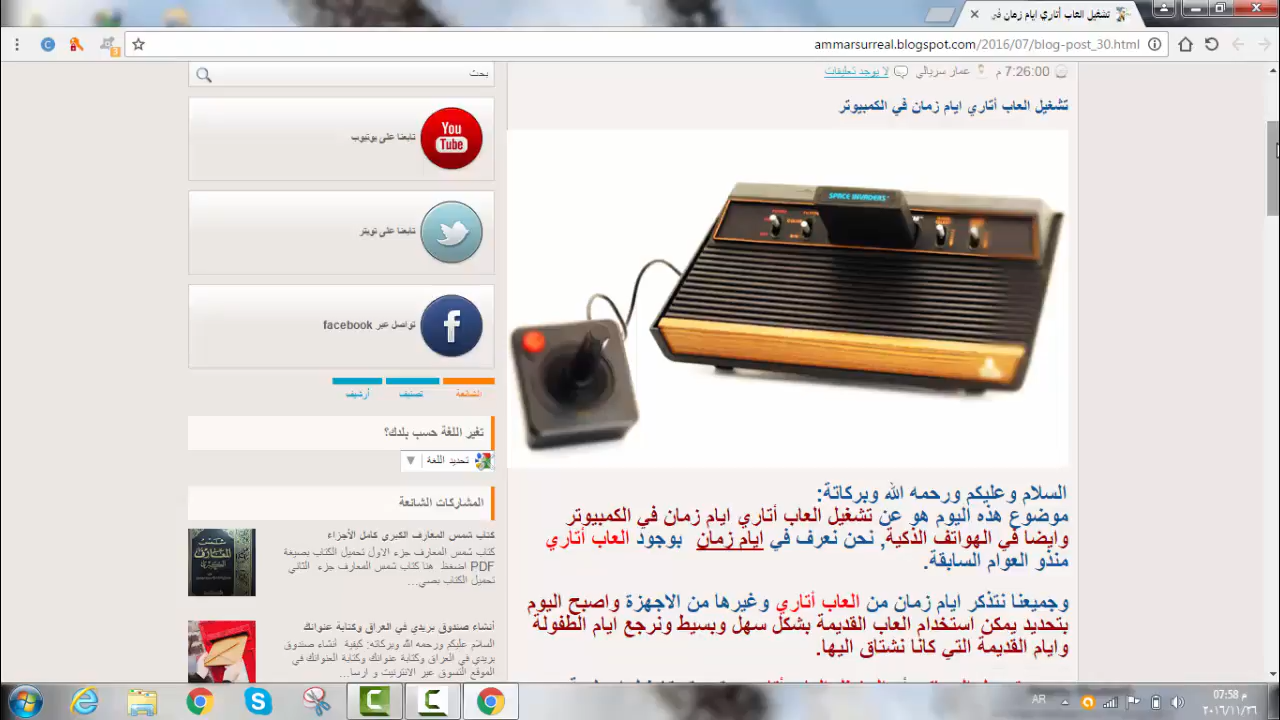 تشغيل العاب أتاري ايام زمان في
ammarsurreal.blogspot.com/2016/07/blog-post_30.html
بحث
تابعنا على يوتيوب
You
Tube
تابعنا على تويتر
تواصل عبر facebook
الشائعة
تصنيف
أرشيف
تغير اللغة حسب بلدك؟
تحديد اللغة
المشاركات الشائعة
كتاب شمس المعارف الكبرى كامل الأجزاء
كتاب شمس المعارف جزء الاول تحميل الكتاب بصيغة
PDF اضغط هنا كتاب شمس المعارف جزء الثاني
تحميل الكتاب بصي...
أنشاء صندوق بريدي في العراق وكتابة عنوانك
السلام عليكم ورحمه الله وبركاته: كيفية انشاء صندوق
بريدي في العراق وكتابة عنوانك وكتابة العنوانك في
الموقع التسوق عبر الانترنيت و ارسا...
7:26:00 م
عمار سريالي
لا يوجد تعليقات
تشغيل العاب أتاري ايام زمان في الكمبيوتر
SPACE INVADERS
السلام وعليكم ورحمه الله وبركاتة:
موضوع هذه اليوم هو عن تشغيل العاب أتاري ايام زمان في الكمبيوتر
وايضا في الهواتف الذكية, نحن نعرف في ايام زمان بوجود العاب أتاري
منذو العوام السابقة.
وجميعنا نتذكر ايام زمن من العاب أتاري وغيرها من الاجهزة واصبح اليوم
بتحديد يمكن استخدام العاب القديمة بشكل سهل وبسيط ونرجع ايام الطفولة
وايام القديمة التي كانا نشتاق اليها.
AR
07:58 م
٢٠١٦/١١/٢٦